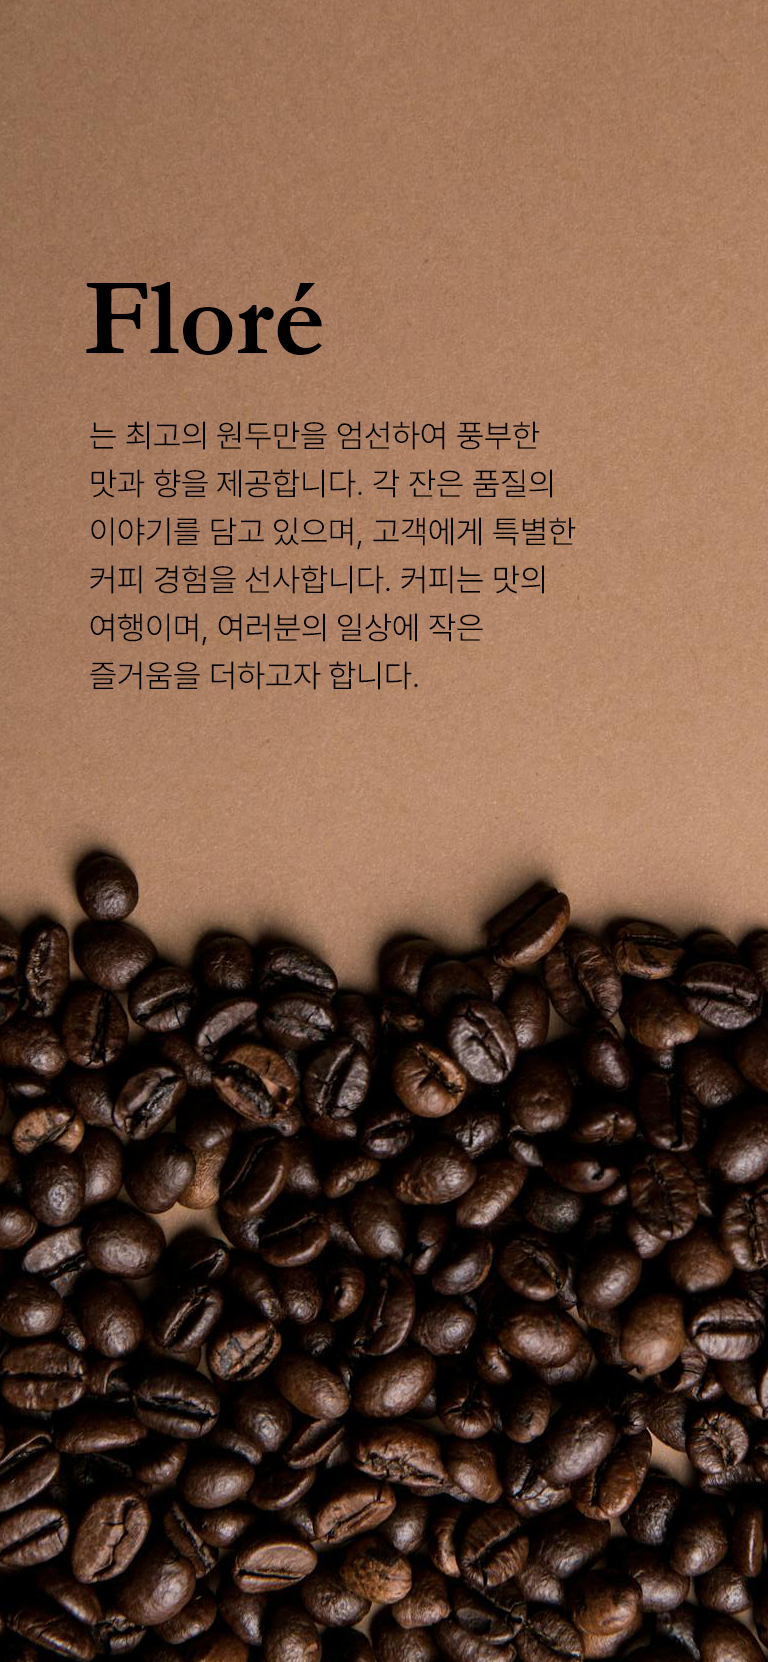 Floré
는 최고의 원두만을 엄선하여 풍부한
맛과 향을 제공합니다. 각 잔은 품질의
이야기를 담고 있으며, 고객에게 특별한
커피 경험을 선사합니다. 커피는 맛의
여행이며, 여러분의 일상에 작은
즐거움을 더하고자 합니다.